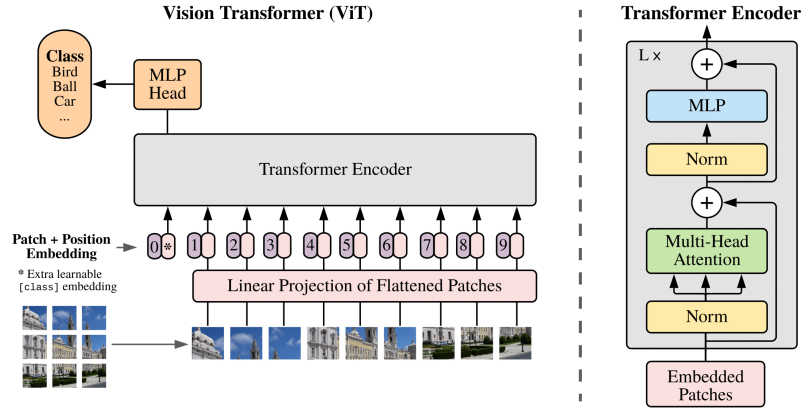 Vision Transformer (ViT)
Class
Bird
Ball
Car
...
MLP
Head
Transformer Encoder
Patch + Position
Embedding
* Extra learnable
[class] embedding
0 * 1 2 3 4 5 6 7 8 9
Linear Projection of Flattened Patches
Transformer Encoder
L ×
+
MLP
Norm
+
Multi-Head
Attention
Norm
Embedded
Patches